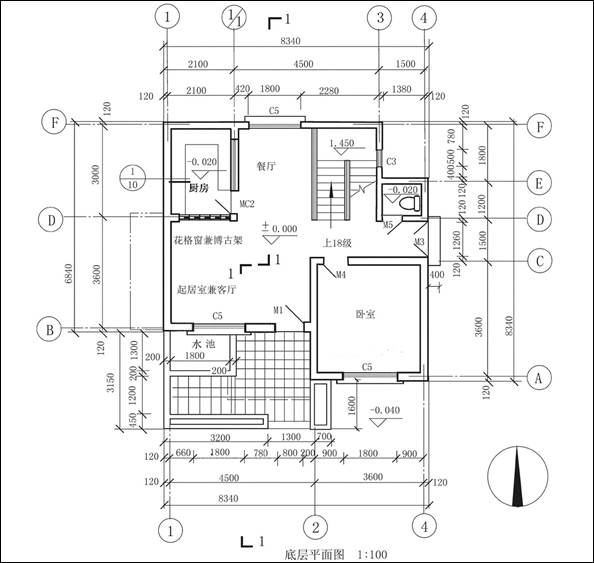 1
1/1
1
3
4
8340
2100
4500
1500
120
2100
420
1800
2280
1380
120
C5
F
F
120
120
780
400
500
1800
1.450
C3
餐厅
-0.020
厨房
1
10
3000
E
-0.020
MC2
120
120
1200
D
D
±0.000
M5
M3
花格窗兼博古架
上18级
1260
1500
C
1
1
M4
400
120
6840
3600
起居室兼客厅
M1
卧室
3600
8340
B
C5
水 池
120
1300
200
1800
200
C5
3150
200
1200
450
1600
-0.040
A
120
3200
1300
700
660
1800
780
800
200
900
1800
900
120
4500
3600
120
8340
1
2
4
1
底层平面图 1:100